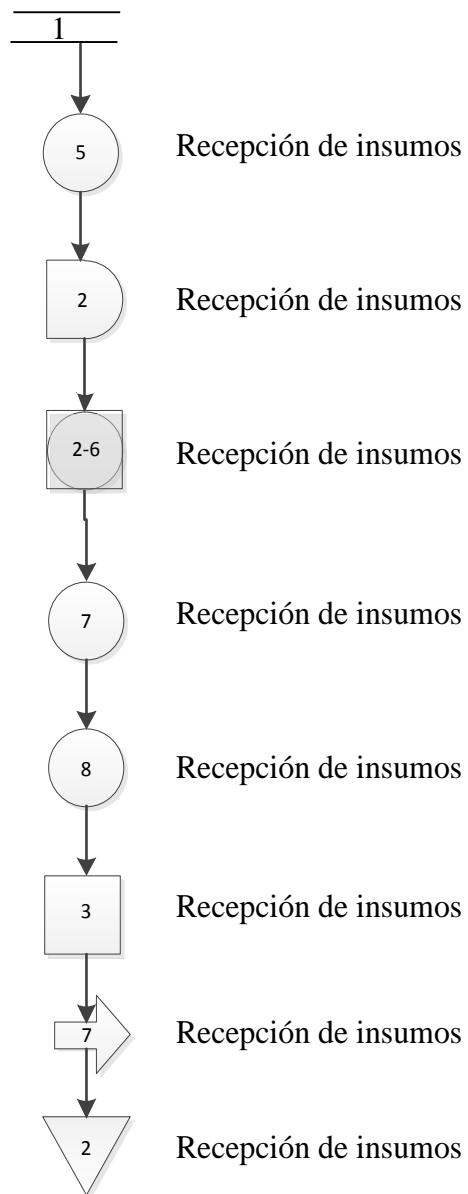 1
5 Recepción de insumos
2 Recepción de insumos
2-6 Recepción de insumos
7 Recepción de insumos
8 Recepción de insumos
3 Recepción de insumos
7 Recepción de insumos
2 Recepción de insumos